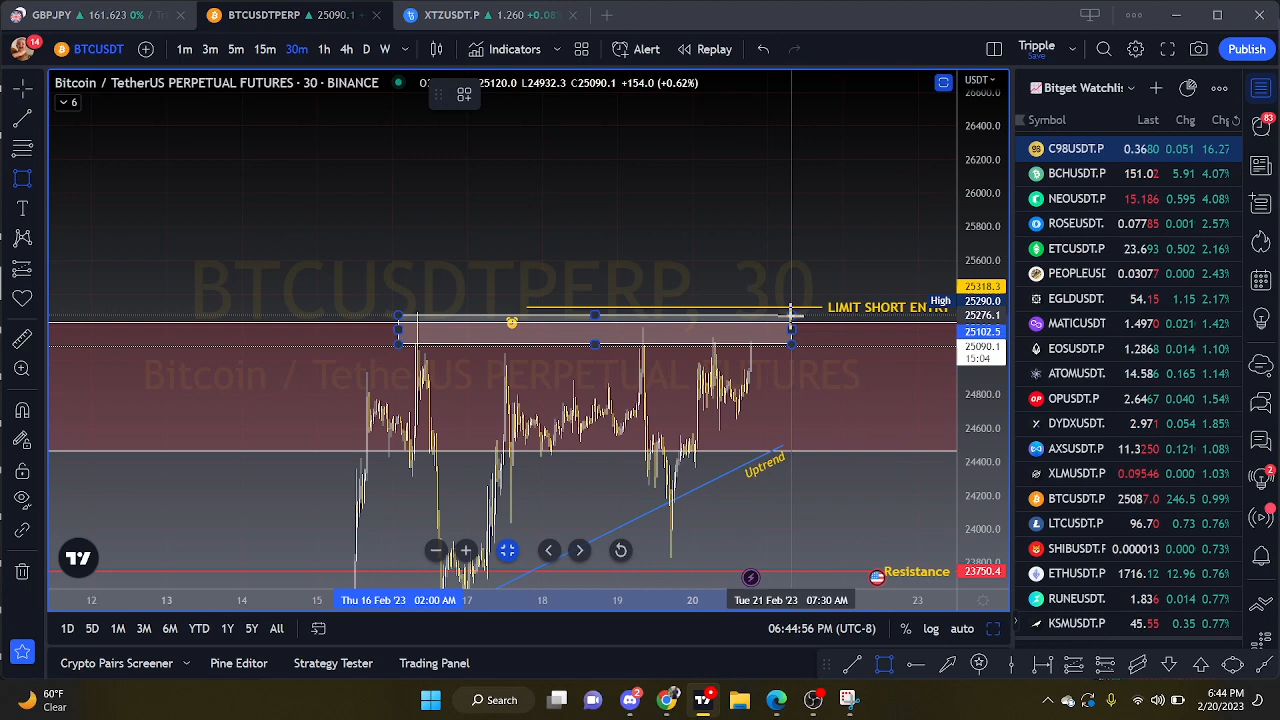 GBPJPY ▲ 161.623 0%
BTCUSDTPERP ▲ 25090.1 +
XTZUSDT.P ▲ 1.260 +0.08%
14 BTCUSDT 1m 3m 5m 15m 30m 1h 4h D W Indicators Alert Replay Tripple Save Publish
Bitcoin / TetherUS PERPETUAL FUTURES · 30 · BINANCE
25120.0 L24932.3 C25090.1 +154.0 (+0.62%)
6
USDT
Bitget Watchli
Symbol Last Chg Chg
83
2
BTCUSDTPERP, 30
Bitcoin / TetherUS PERPETUAL FUTURES
LIMIT SHORT ENTRY
High
Uptrend
Resistance
26600.0
26400.0
26200.0
26000.0
25800.0
25600.0
25318.3
25290.0
25276.1
25102.5
25090.1
15:04
24800.0
24600.0
24400.0
24200.0
24000.0
23800.0
23750.4
C98USDT.P 0.3680 0.051 16.27
BCHUSDT.P 151.02 5.91 4.07%
NEOUSDT.P 15.186 0.595 4.08%
ROSEUSDT. 0.07785 0.001 2.57%
ETCUSDT.P 23.693 0.502 2.16%
PEOPLEUSD 0.03077 0.000 2.43%
EGLDUSDT. 54.15 1.15 2.17%
MATICUSDT 1.4970 0.021 1.42%
EOSUSDT.P 1.2868 0.014 1.10%
ATOMUSDT. 14.586 0.165 1.14%
OPUSDT.P 2.6467 0.040 1.54%
DYDXUSDT. 2.971 0.054 1.85%
AXSUSDT.P 11.3250 0.121 1.08%
XLMUSDT.P 0.09546 0.000 1.03%
BTCUSDT.P 25087.0 246.5 0.99%
LTCUSDT.P 96.70 0.73 0.76%
SHIBUSDT.F 0.000013 0.000 0.73%
ETHUSDT.P 1716.12 12.96 0.76%
RUNEUSDT. 1.836 0.014 0.77%
KSMUSDT.P 45.55 0.35 0.77%
12 13 14 15 Thu 16 Feb '23 02:00 AM 17 18 19 20 Tue 21 Feb '23 07:30 AM 23
1D 5D 1M 3M 6M YTD 1Y 5Y All 06:44:56 PM (UTC-8) % log auto
Crypto Pairs Screener Pine Editor Strategy Tester Trading Panel
60°F
Clear
Search
2
6:44 PM
2/20/2023